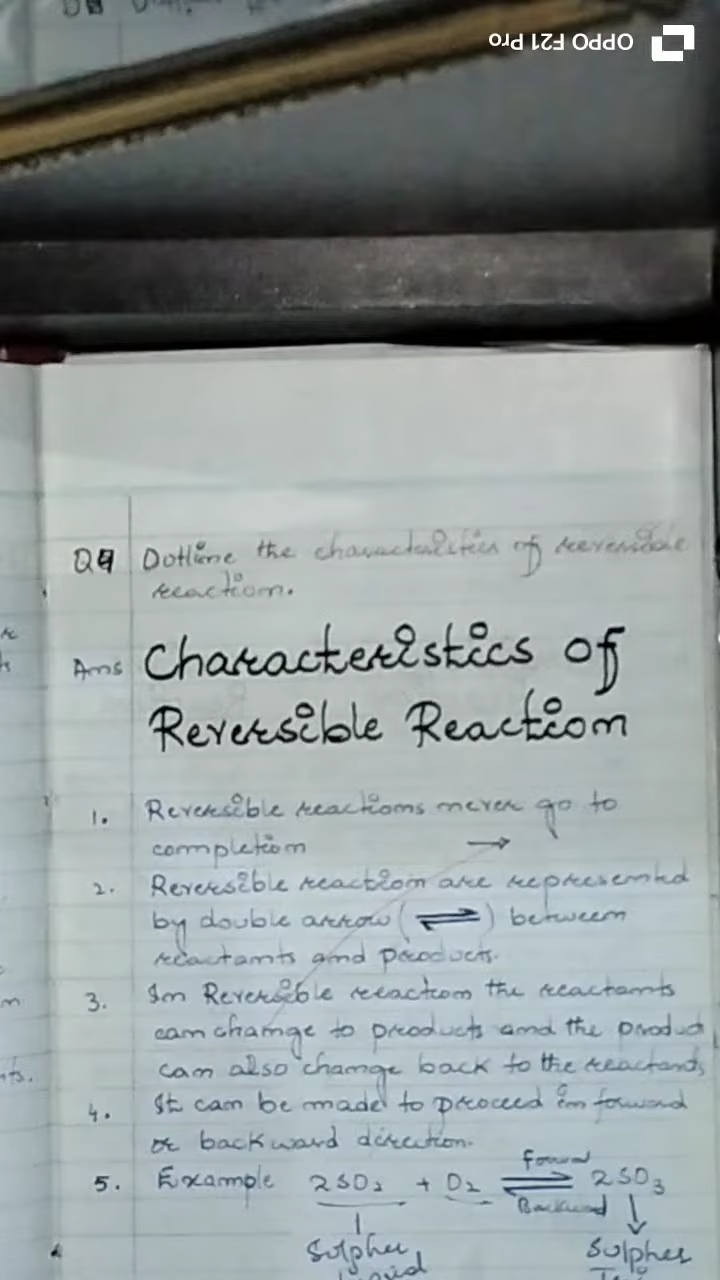 OPPO F21 Pro
Q4 Outline the characteristics of reversible
reaction.
Ans Characteristics of
Reversible Reaction
1. Reversible reactions never go to
completion →
2. Reversible reaction are represented
by double arrow (⇌) between
reactants and products.
3. In Reversible reaction the reactants
can change to products and the product
can also change back to the reactants
4. It can be made to proceed in forward
or backward direction.
Forward
5. Example 2SO₂ + O₂ ⇌ 2SO₃
Backward
Sulpher Sulpher